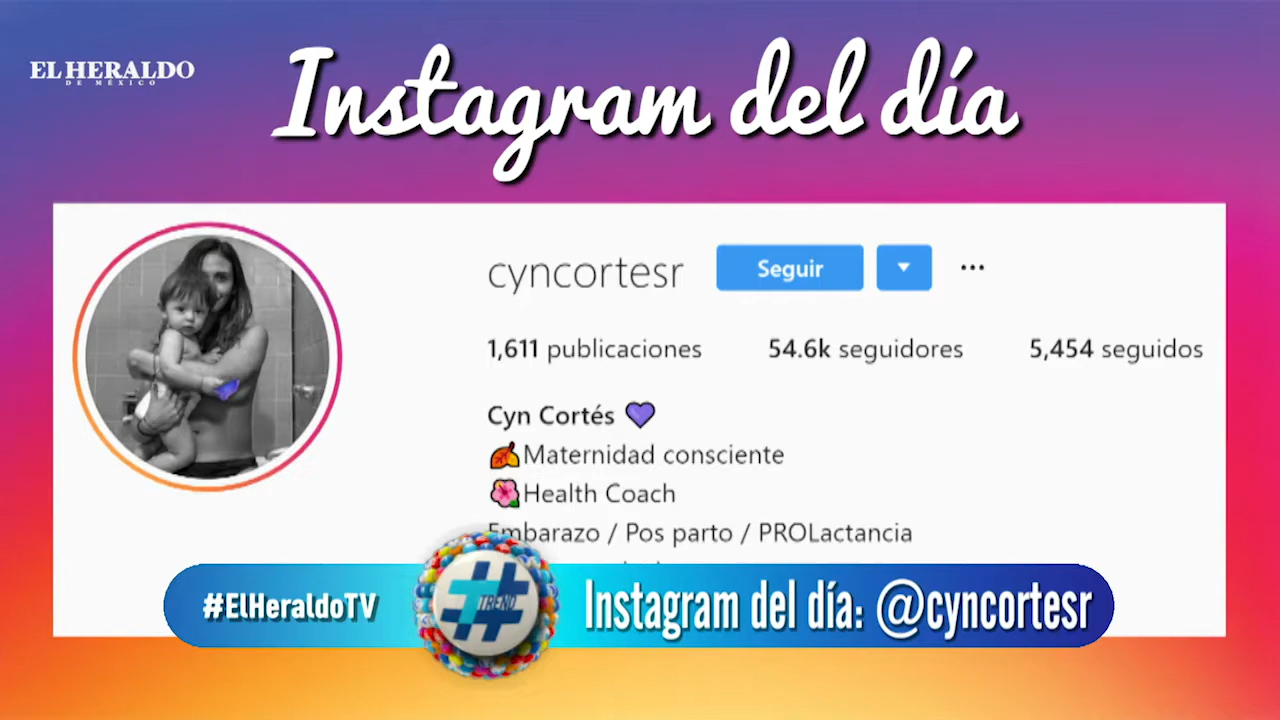 EL HERALDO
DE MÉXICO
Instagram del día
cyncortesr Seguir ...
1,611 publicaciones 54.6k seguidores 5,454 seguidos
Cyn Cortés 💜
🍂Maternidad consciente
🌺Health Coach
Embarazo / Pos parto / PROLactancia
#ElHeraldoTV
#TREND
Instagram del día: @cyncortesr